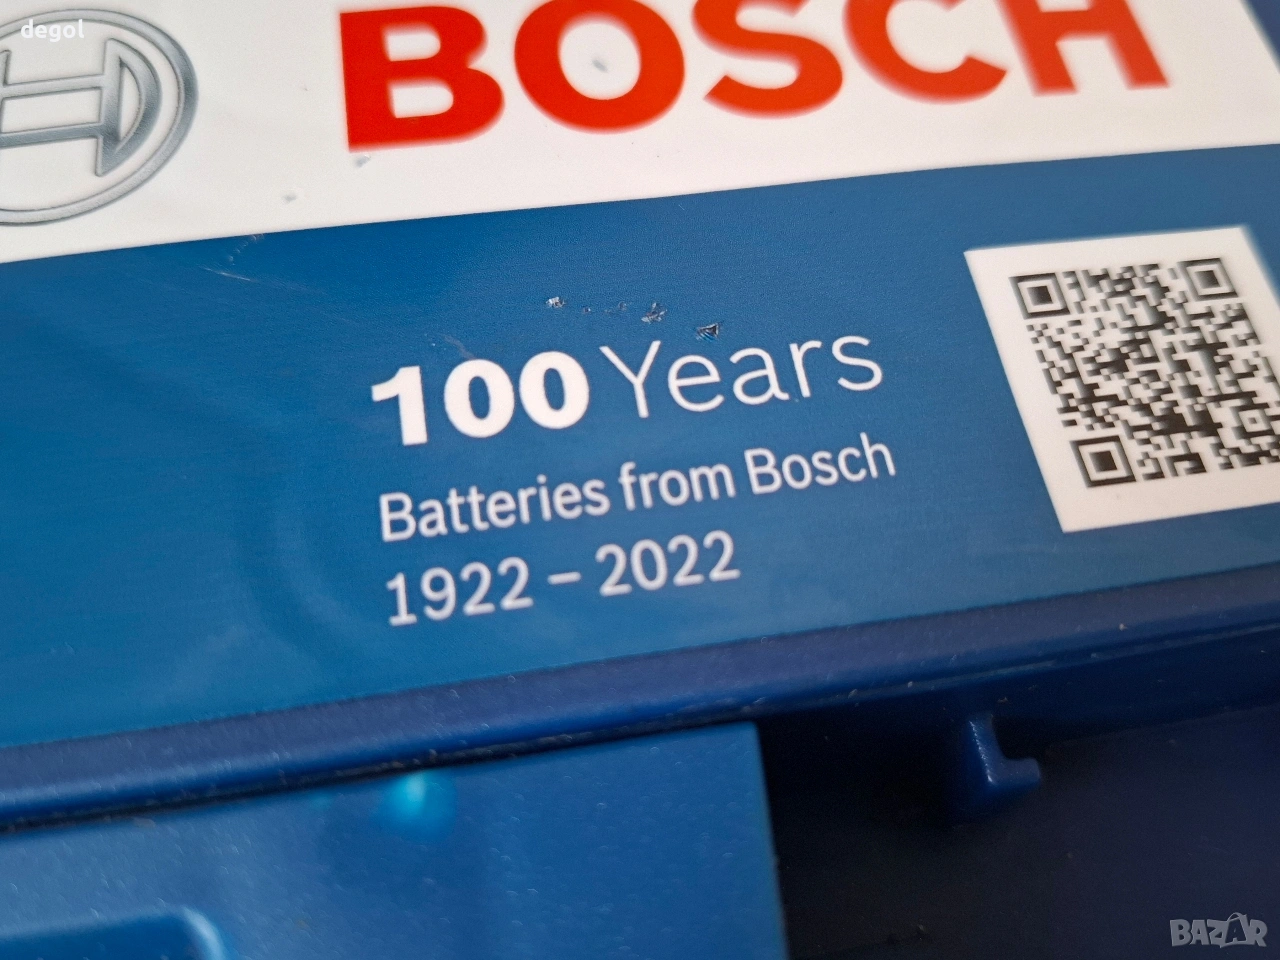 degol
BOSCH
100 Years
Batteries from Bosch
1922 – 2022
BAZAR